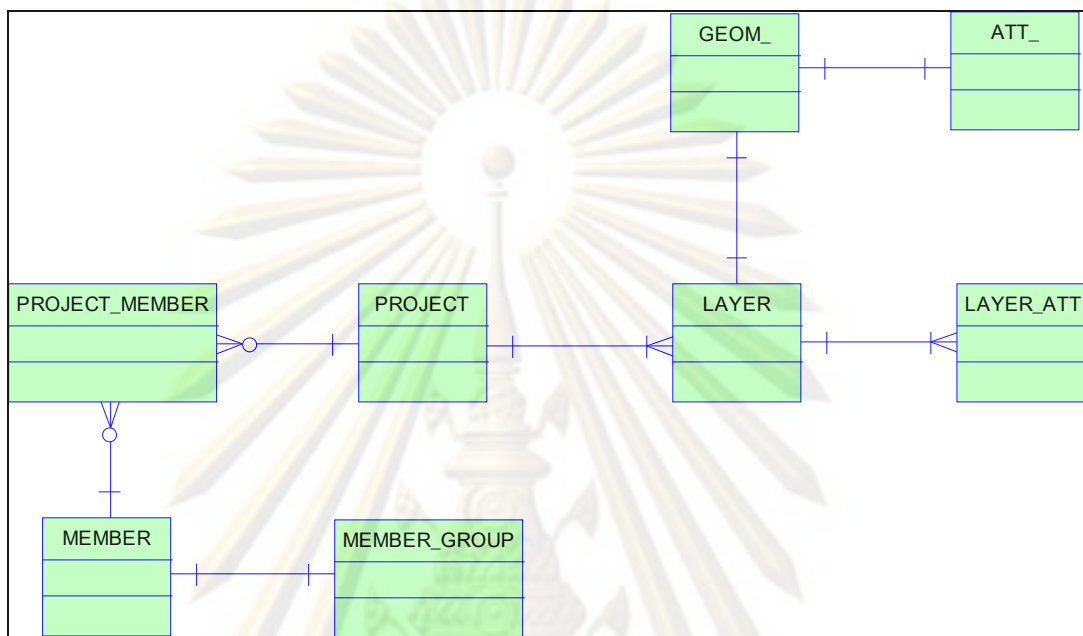 GEOM_
ATT_
PROJECT_MEMBER
PROJECT
LAYER
LAYER_ATT
MEMBER
MEMBER_GROUP